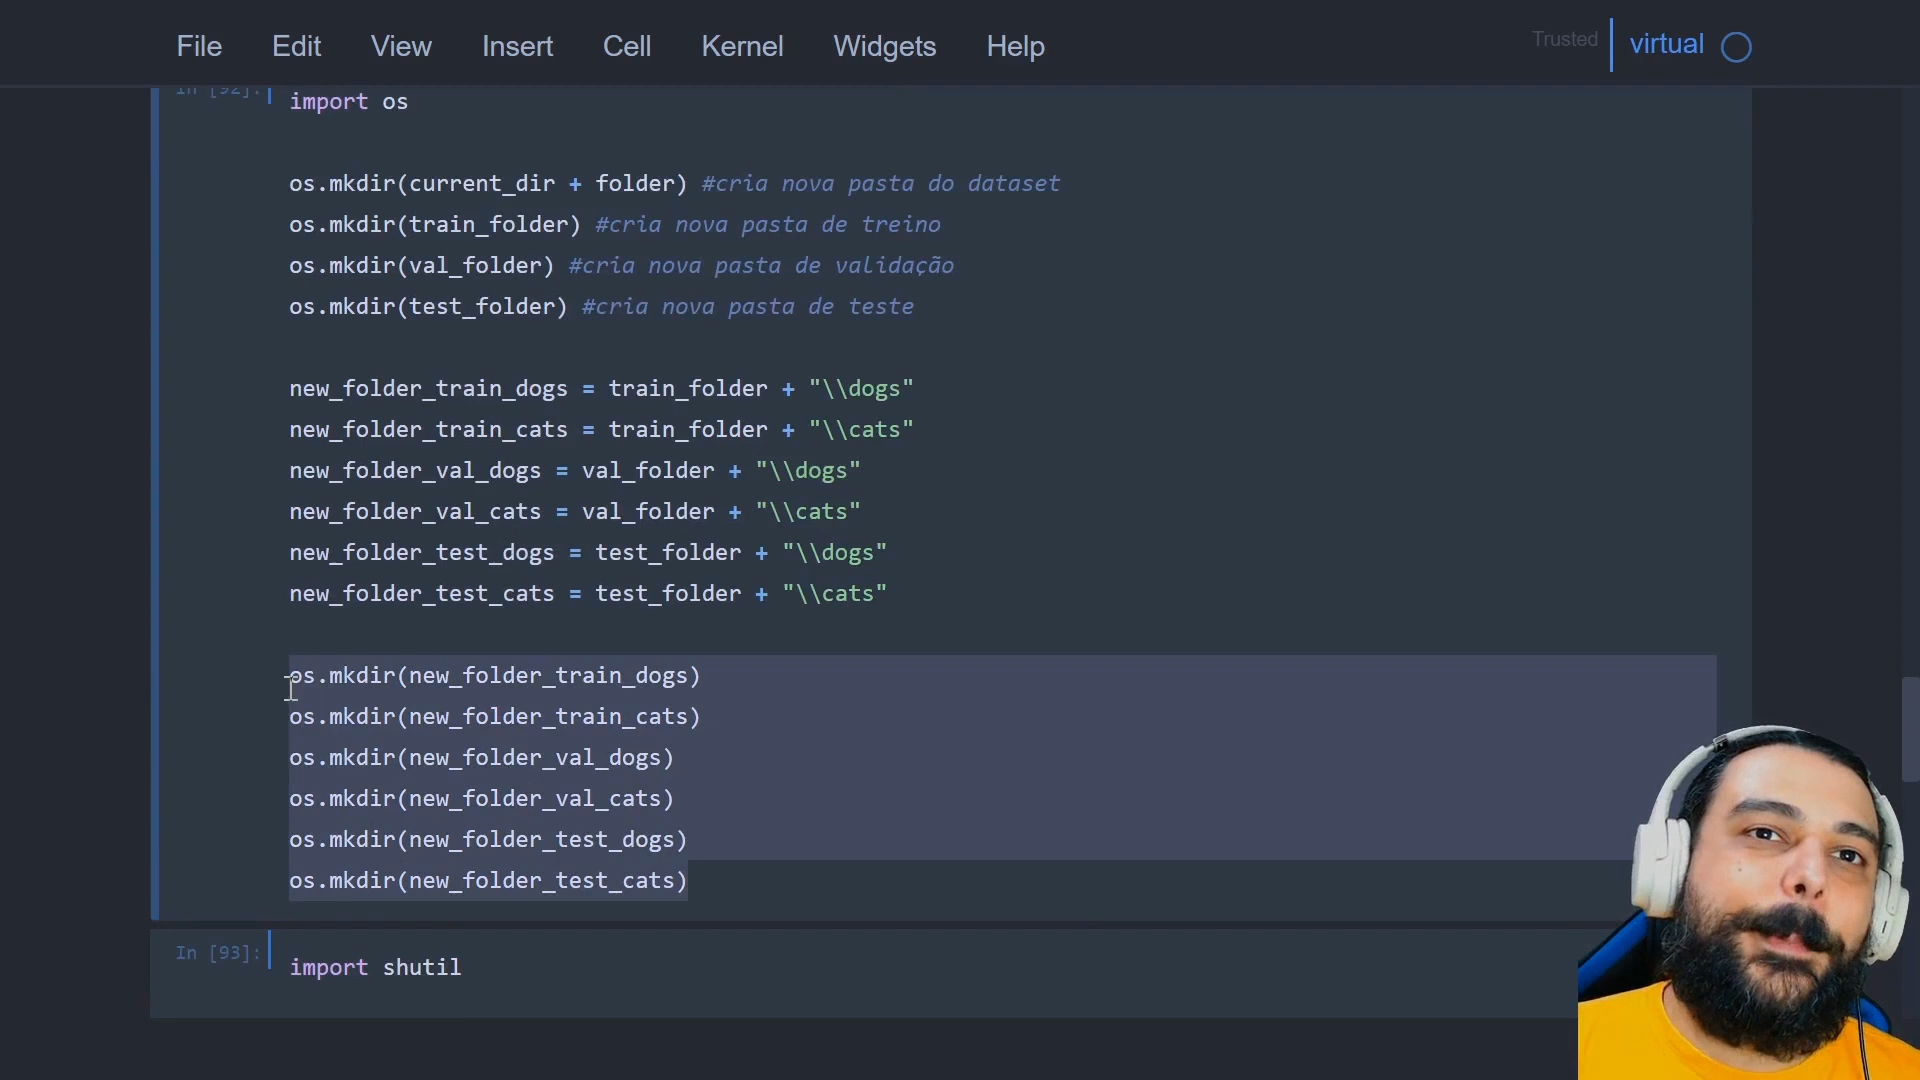 File Edit View Insert Cell Kernel Widgets Help Trusted virtual
In [92]: import os
os.mkdir(current_dir + folder) #cria nova pasta do dataset
os.mkdir(train_folder) #cria nova pasta de treino
os.mkdir(val_folder) #cria nova pasta de validação
os.mkdir(test_folder) #cria nova pasta de teste
new_folder_train_dogs = train_folder + "\\dogs"
new_folder_train_cats = train_folder + "\\cats"
new_folder_val_dogs = val_folder + "\\dogs"
new_folder_val_cats = val_folder + "\\cats"
new_folder_test_dogs = test_folder + "\\dogs"
new_folder_test_cats = test_folder + "\\cats"
os.mkdir(new_folder_train_dogs)
os.mkdir(new_folder_train_cats)
os.mkdir(new_folder_val_dogs)
os.mkdir(new_folder_val_cats)
os.mkdir(new_folder_test_dogs)
os.mkdir(new_folder_test_cats)
In [93]: import shutil